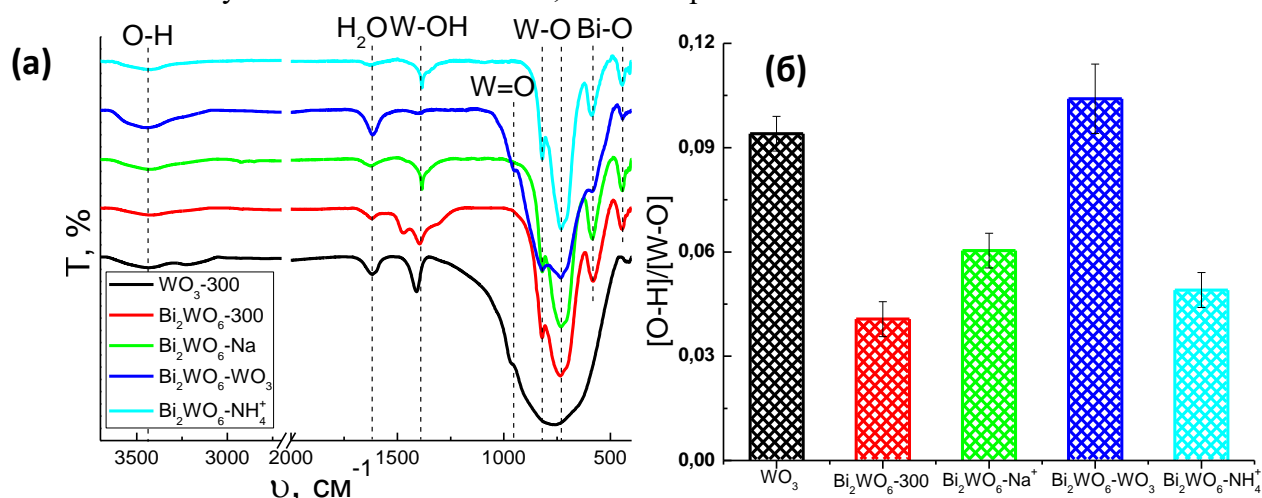 (а)
O-H
H₂O
W-OH
W=O
W-O
Bi-O
T, %
WO₃-300
Bi₂WO₆-300
Bi₂WO₆-Na
Bi₂WO₆-WO₃
Bi₂WO₆-NH₄⁺
3500 3000 2000 1500 1000 500
υ, см⁻¹
(б)
[O-H]/[W-O]
0,12
0,09
0,06
0,03
0,00
WO₃ Bi₂WO₆-300 Bi₂WO₆-Na⁺ Bi₂WO₆-WO₃ Bi₂WO₆-NH₄⁺